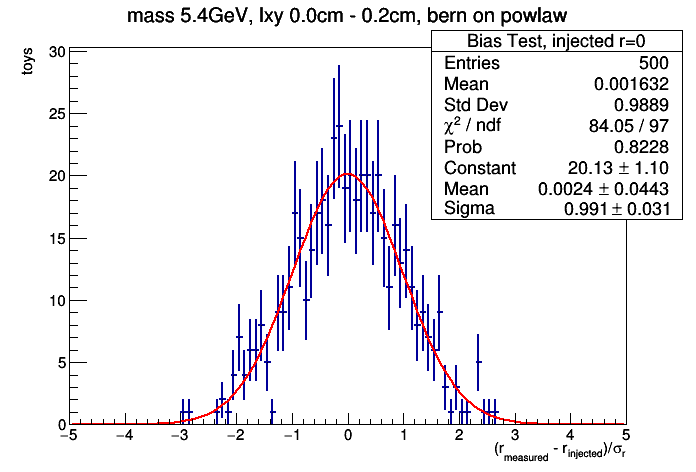 mass 5.4GeV, lxy 0.0cm - 0.2cm, bern on powlaw
toys
Bias Test, injected r=0
Entries 500
Mean 0.001632
Std Dev 0.9889
χ² / ndf 84.05 / 97
Prob 0.8228
Constant 20.13 ± 1.10
Mean 0.0024 ± 0.0443
Sigma 0.991 ± 0.031
30
25
20
15
10
5
0
−5 −4 −3 −2 −1 0 1 2 3 4 5
(r_measured - r_injected)/σ_r